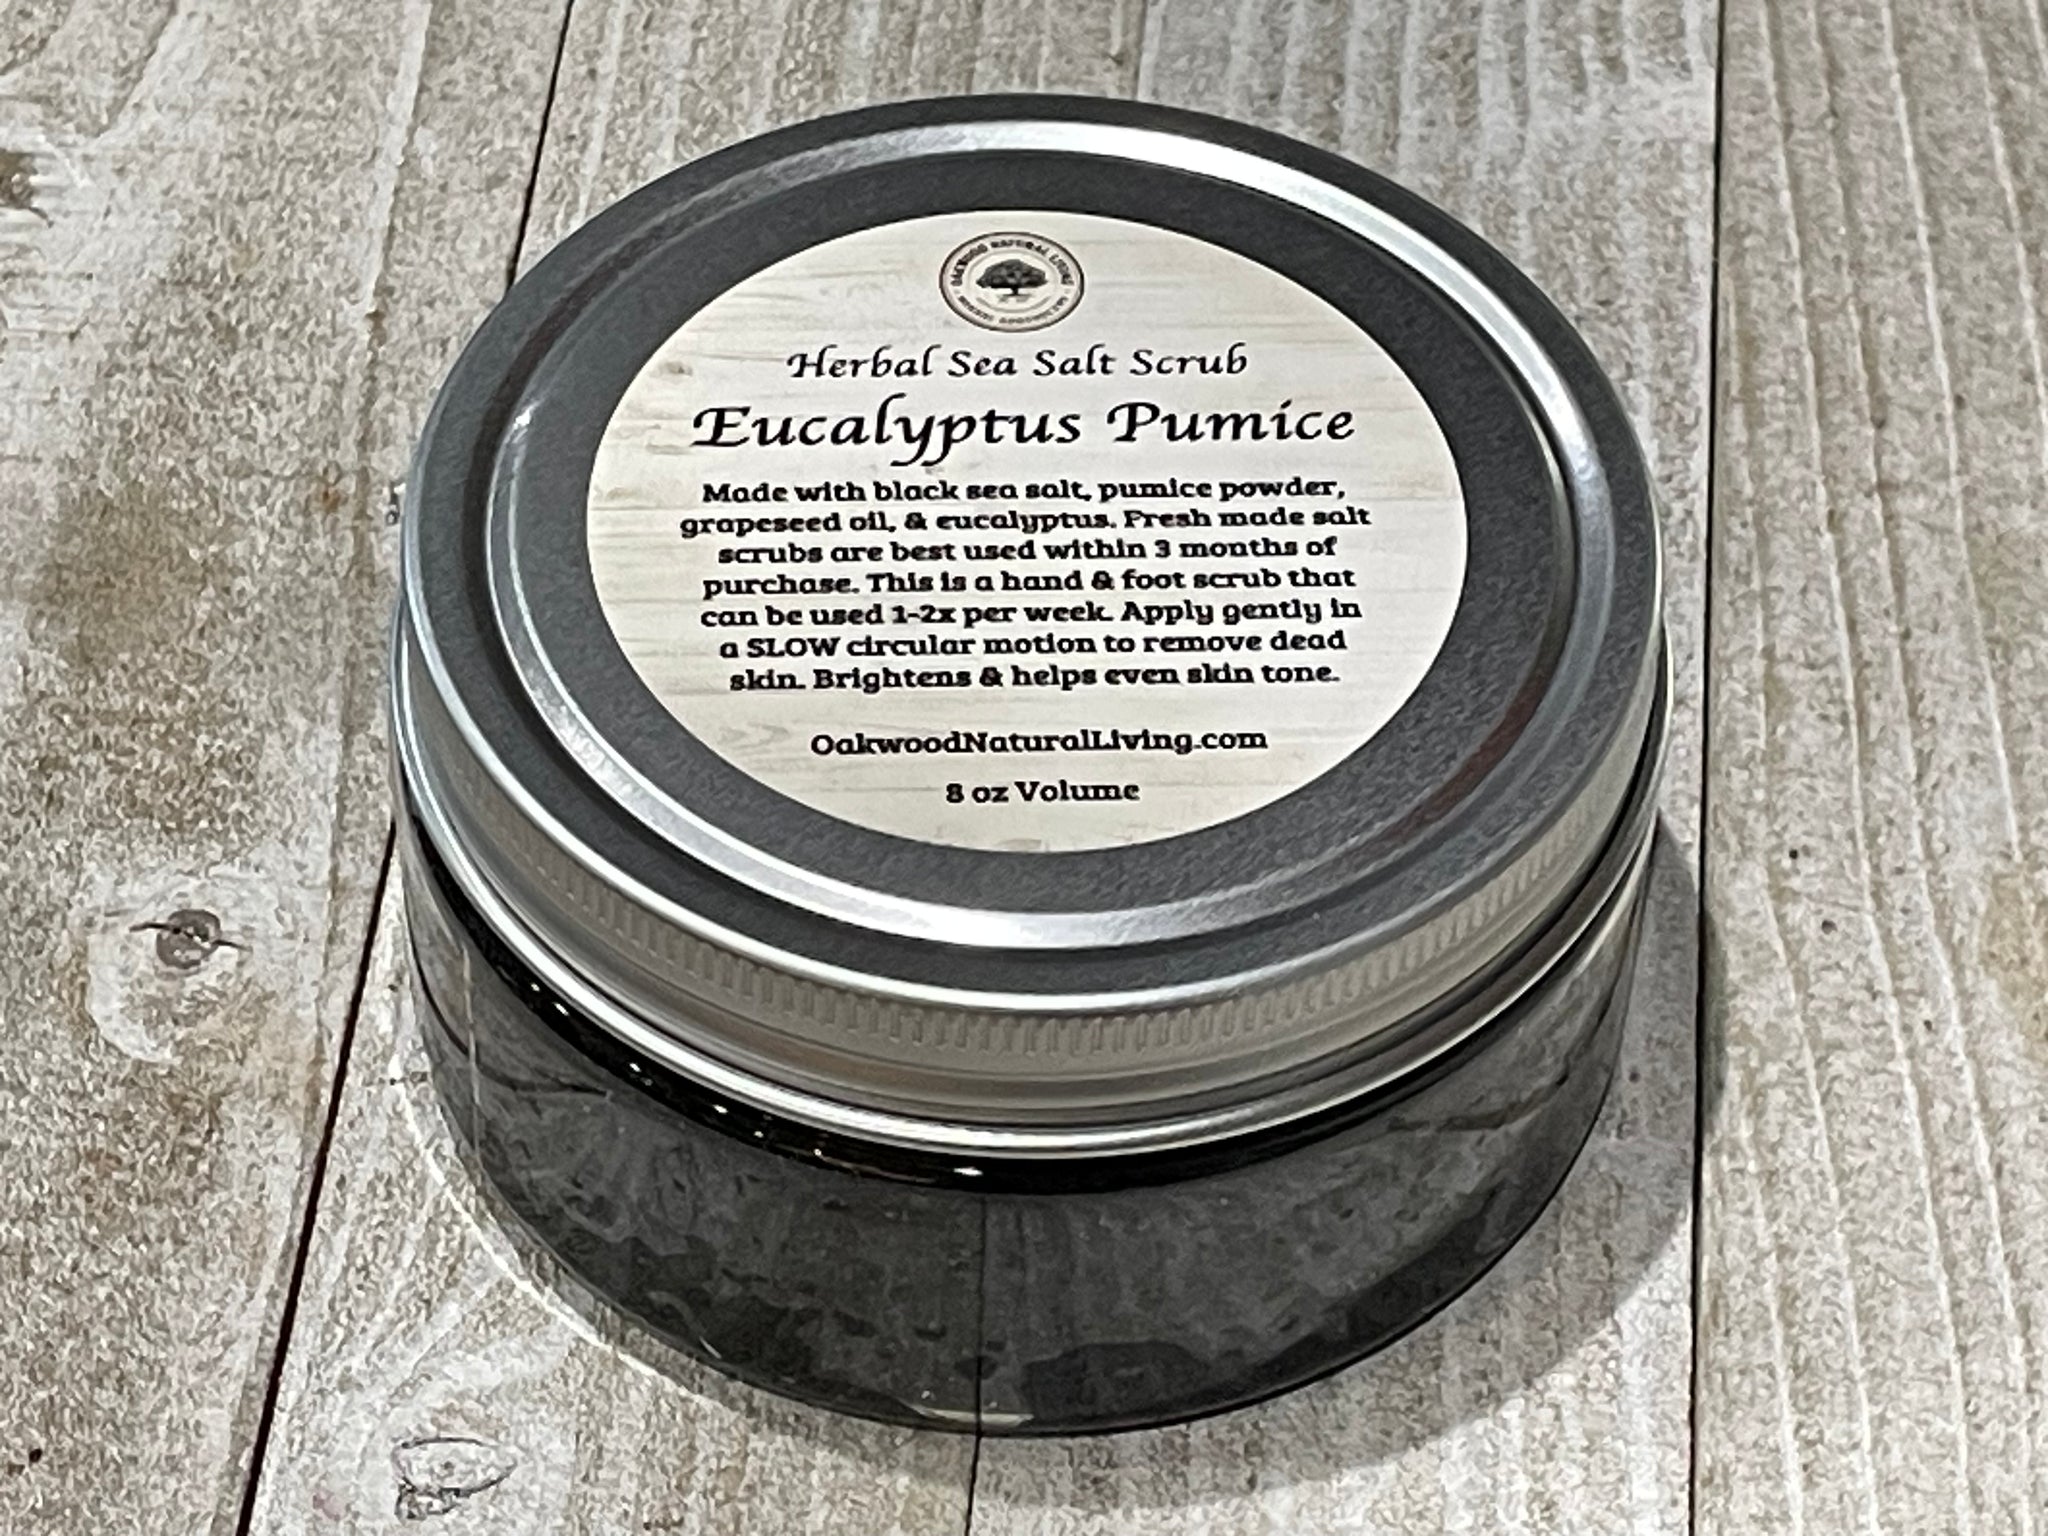 OAKWOOD NATURAL LIVING
Herbal Sea Salt Scrub
Eucalyptus Pumice
Made with black sea salt, pumice powder,
grapeseed oil, & eucalyptus. Fresh made salt
scrubs are best used within 3 months of
purchase. This is a hand & foot scrub that
can be used 1-2x per week. Apply gently in
a SLOW circular motion to remove dead
skin. Brightens & helps even skin tone.
OakwoodNaturalLiving.com
8 oz Volume